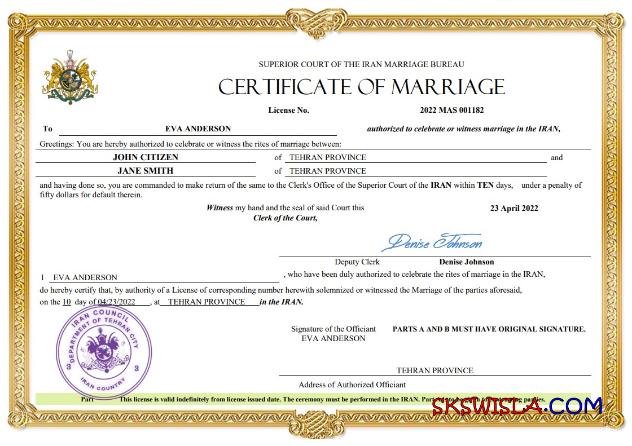 SUPERIOR COURT OF THE IRAN MARRIAGE BUREAU
CERTIFICATE OF MARRIAGE
License No. 2022 MAS 001182
To EVA ANDERSON authorized to celebrate or witness marriage in the IRAN,
Greetings: You are hereby authorized to celebrate or witness the rites of marriage between:
JOHN CITIZEN of TEHRAN PROVINCE and
JANE SMITH of TEHRAN PROVINCE
and having done so, you are commanded to make return of the same to the Clerk's Office of the Superior Court of the IRAN within TEN days, under a penalty of
fifty dollars for default therein.
Witness my hand and the seal of said Court this 23 April 2022
Clerk of the Court,
Denise Johnson
Deputy Clerk Denise Johnson
I EVA ANDERSON , who have been duly authorized to celebrate the rites of marriage in the IRAN,
do hereby certify that, by authority of a License of corresponding number herewith solemnized or witnessed the Marriage of the parties aforesaid,
on the 10 day of 04/23/2022 , at TEHRAN PROVINCE in the IRAN.
IRAN COUNCIL
DEPARTMENT OF TEHRAN CITY
3 3
IRAN COUNTRY
Signature of the Officiant PARTS A AND B MUST HAVE ORIGINAL SIGNATURE.
EVA ANDERSON
TEHRAN PROVINCE
Address of Authorized Officiant
Part This license is valid indefinitely from license issued date. The ceremony must be performed in the IRAN. Part parties.
SKSWISLA.COM